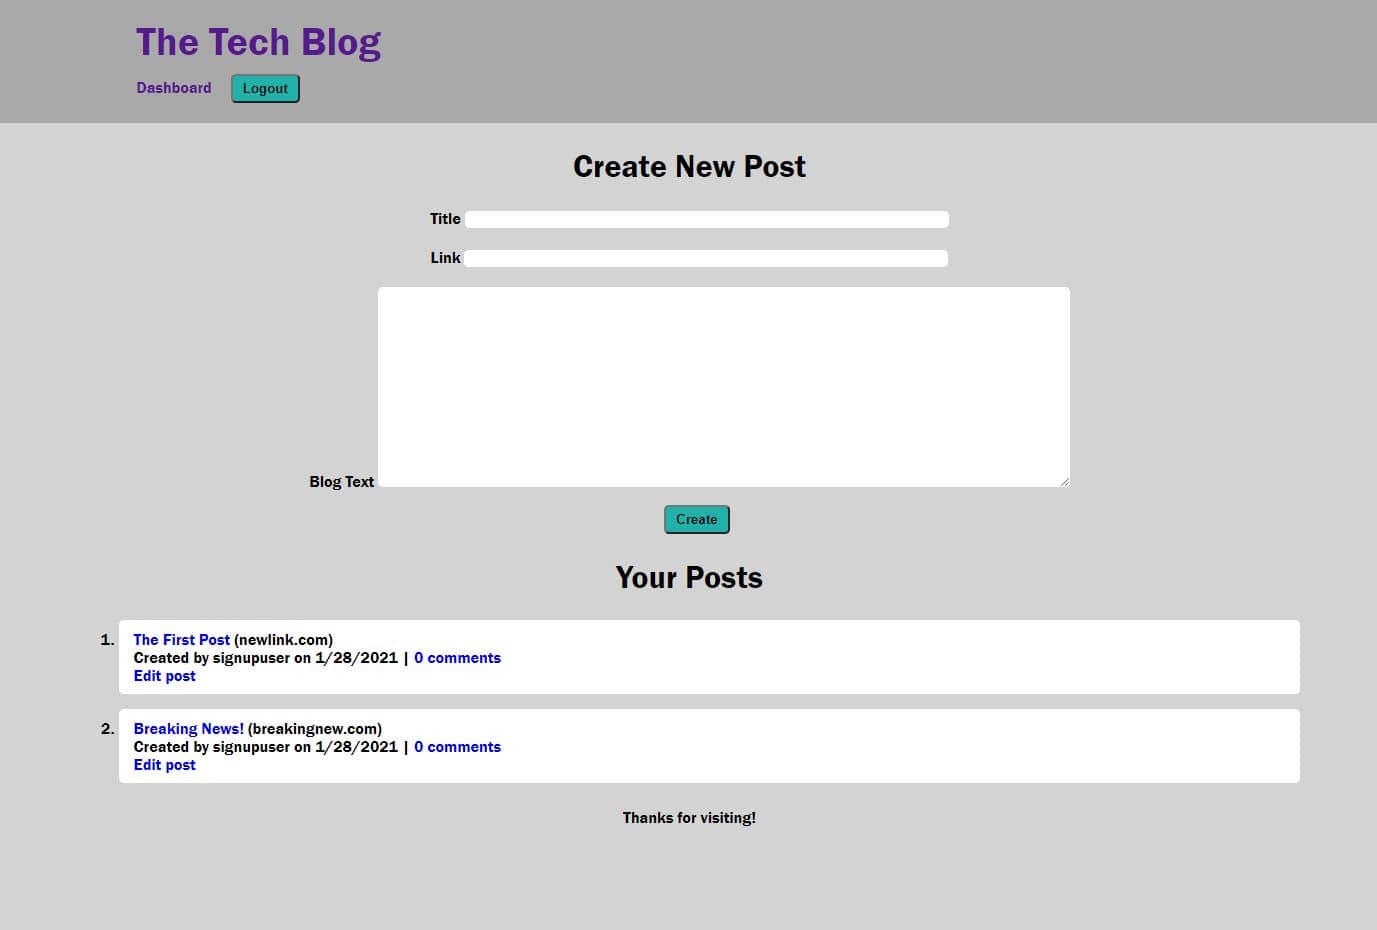 The Tech Blog
Dashboard Logout
Create New Post
Title
Link
Blog Text
Create
Your Posts
1. The First Post (newlink.com)
Created by signupuser on 1/28/2021 | 0 comments
Edit post
2. Breaking News! (breakingnew.com)
Created by signupuser on 1/28/2021 | 0 comments
Edit post
Thanks for visiting!